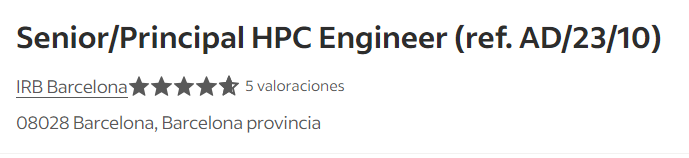 Senior/Principal HPC Engineer (ref. AD/23/10)
IRB Barcelona 5 valoraciones
08028 Barcelona, Barcelona provincia